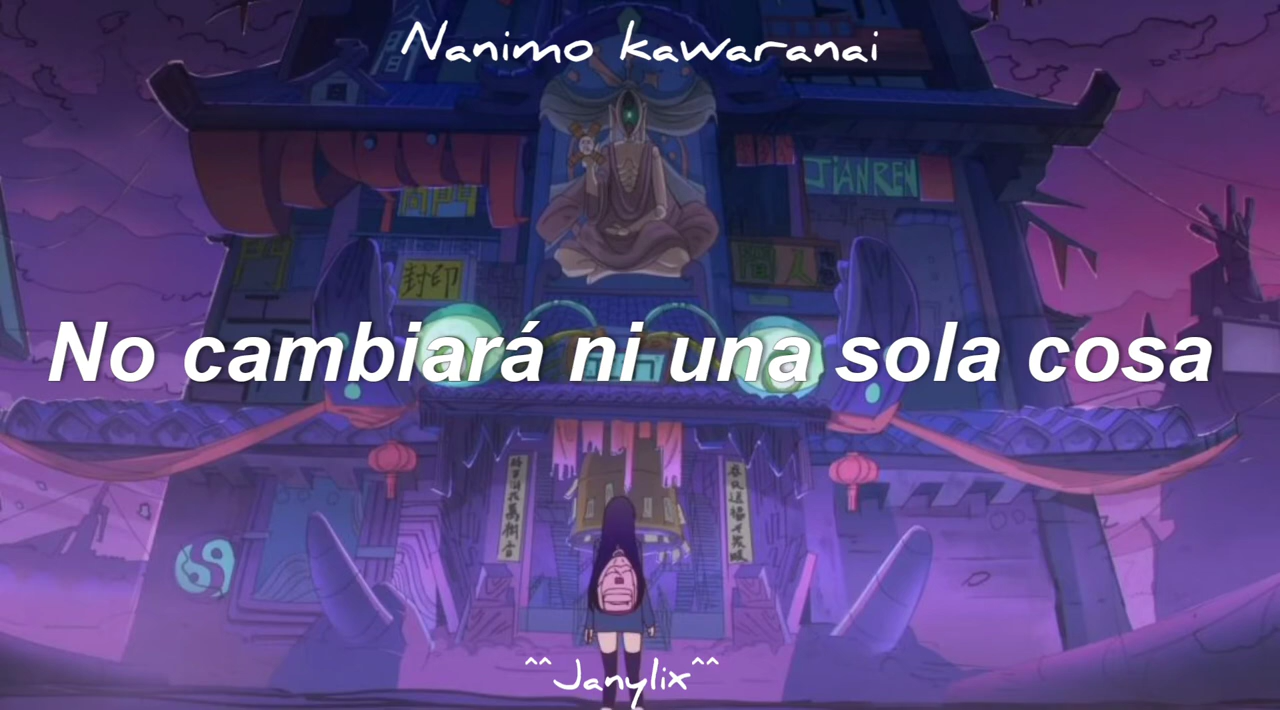 Nanimo kawaranai
JiANREN
封印
No cambiará ni una sola cosa
^^Janylix^^